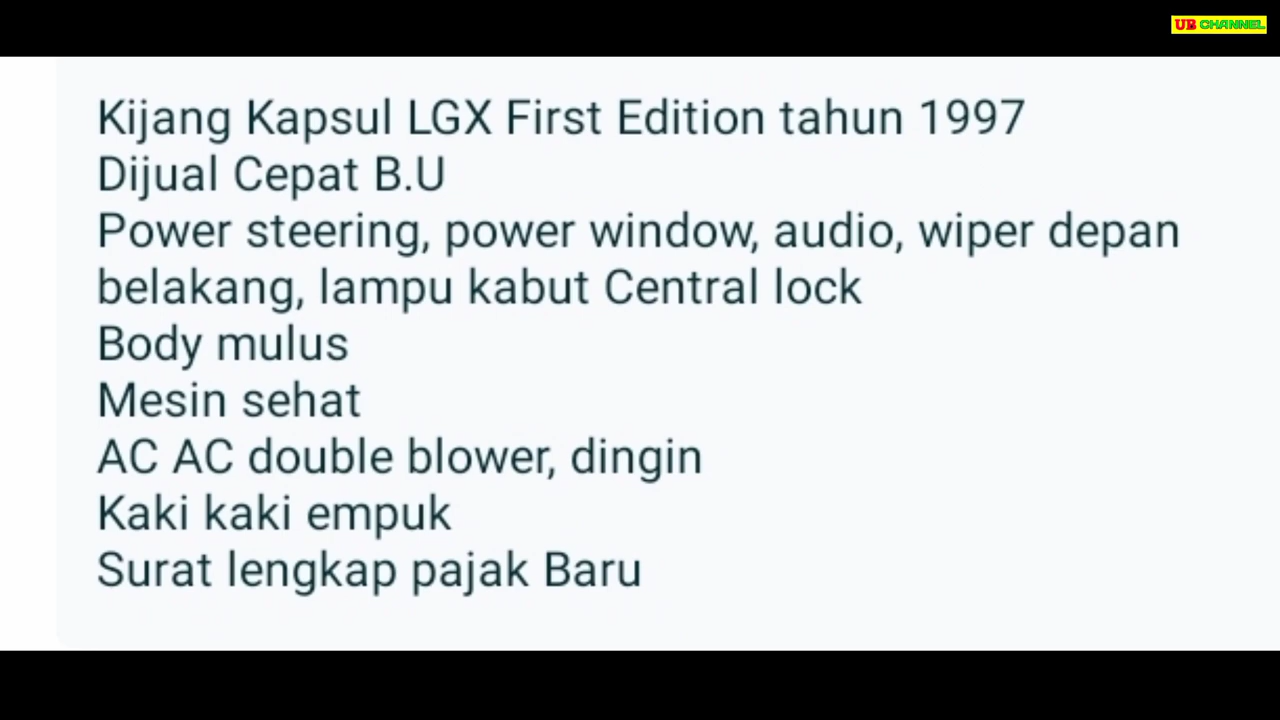 UB CHANNEL
Kijang Kapsul LGX First Edition tahun 1997
Dijual Cepat B.U
Power steering, power window, audio, wiper depan
belakang, lampu kabut Central lock
Body mulus
Mesin sehat
AC AC double blower, dingin
Kaki kaki empuk
Surat lengkap pajak Baru